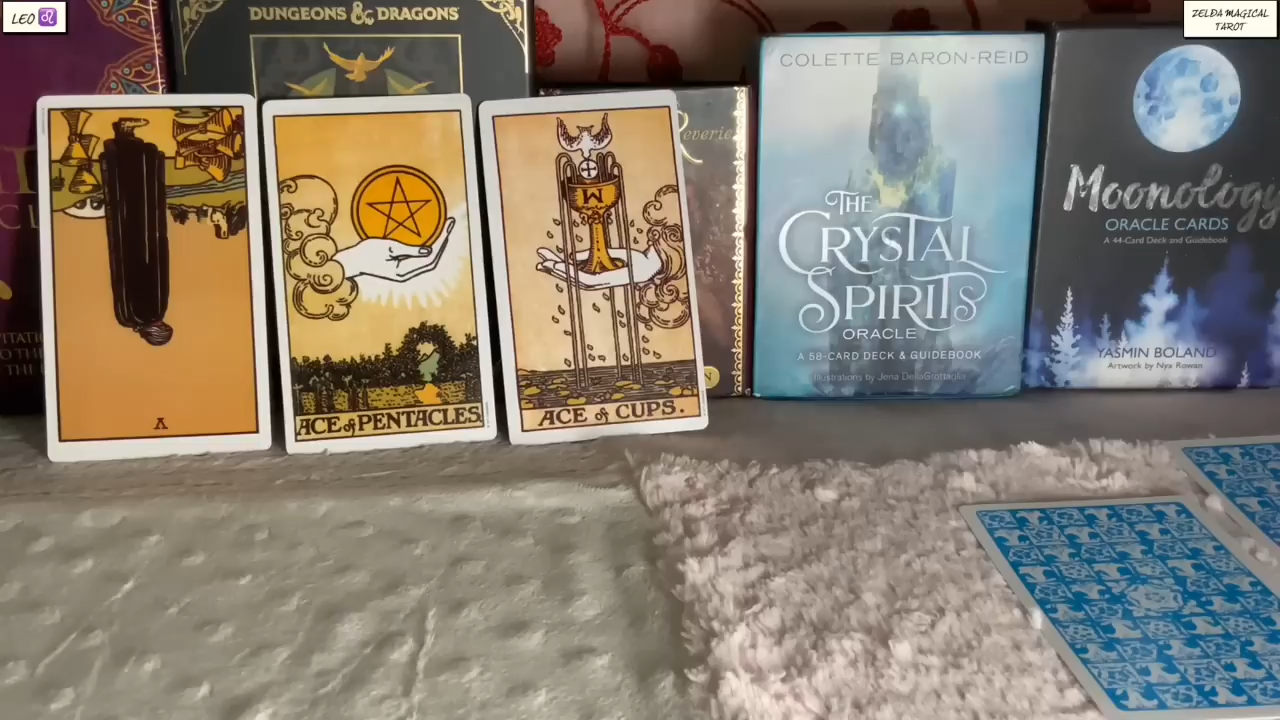 LEO ♌
ZELDA MAGICAL
TAROT
DUNGEONS & DRAGONS
V
ACE of PENTACLES
ACE of CUPS.
Reverie
COLETTE BARON-REID
THE
CRYSTAL
SPIRITS
ORACLE
A 58-CARD DECK & GUIDEBOOK
Illustrations by Jena DellaGrottaglia
Moonology
ORACLE CARDS
A 44-Card Deck and Guidebook
YASMIN BOLAND
Artwork by Nyx Rowan